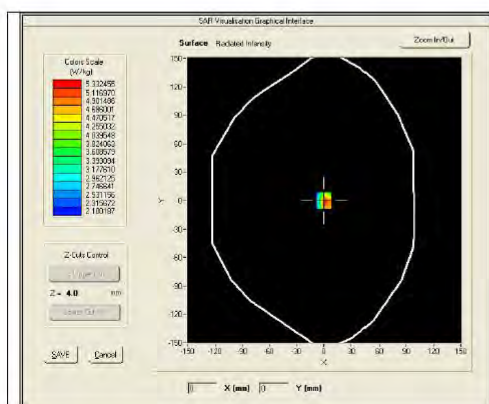 SAR Visualisation Graphical Interface
Surface Radiated Intensity
Zoom In/Out
Colors Scale
(W/kg)
5.332455
5.116970
4.901486
4.686001
4.470517
4.255032
4.039548
3.824063
3.608579
3.393094
3.177610
2.962125
2.746641
2.531156
2.315672
2.100187
Z-Cuts Control
Z = 4.0 mm
SAVE
Cancel
150
120
90
60
30
0
-30
-60
-90
-120
-150
Y
-150 -120 -90 -60 -30 0 30 60 90 120 150
X
0 X (mm) 0 Y (mm)